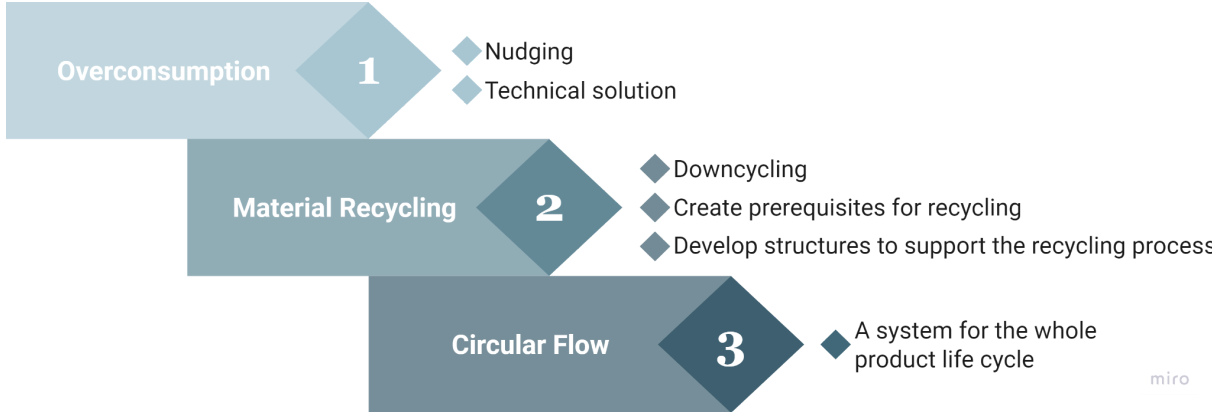 Overconsumption
1
Nudging
Technical solution
Material Recycling
2
Downcycling
Create prerequisites for recycling
Develop structures to support the recycling process
Circular Flow
3
A system for the whole
product life cycle
miro